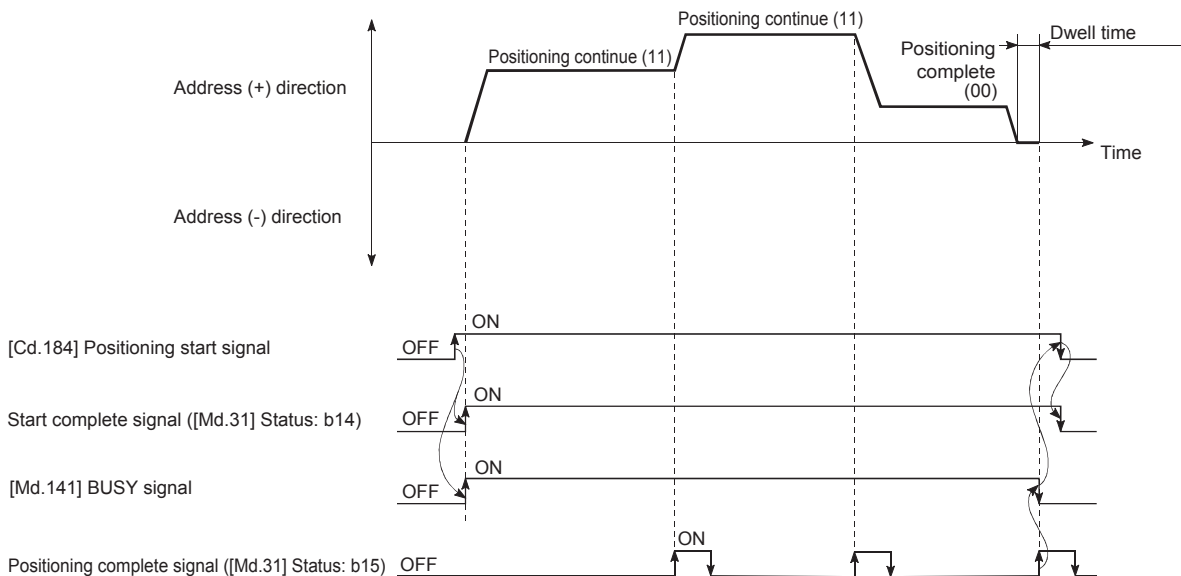 Positioning continue (11)
Dwell time
Positioning
complete
(00)
Positioning continue (11)
Address (+) direction
Time
Address (-) direction
ON
[Cd.184] Positioning start signal
OFF
ON
Start complete signal ([Md.31] Status: b14)
OFF
ON
[Md.141] BUSY signal
OFF
ON
Positioning complete signal ([Md.31] Status: b15)
OFF